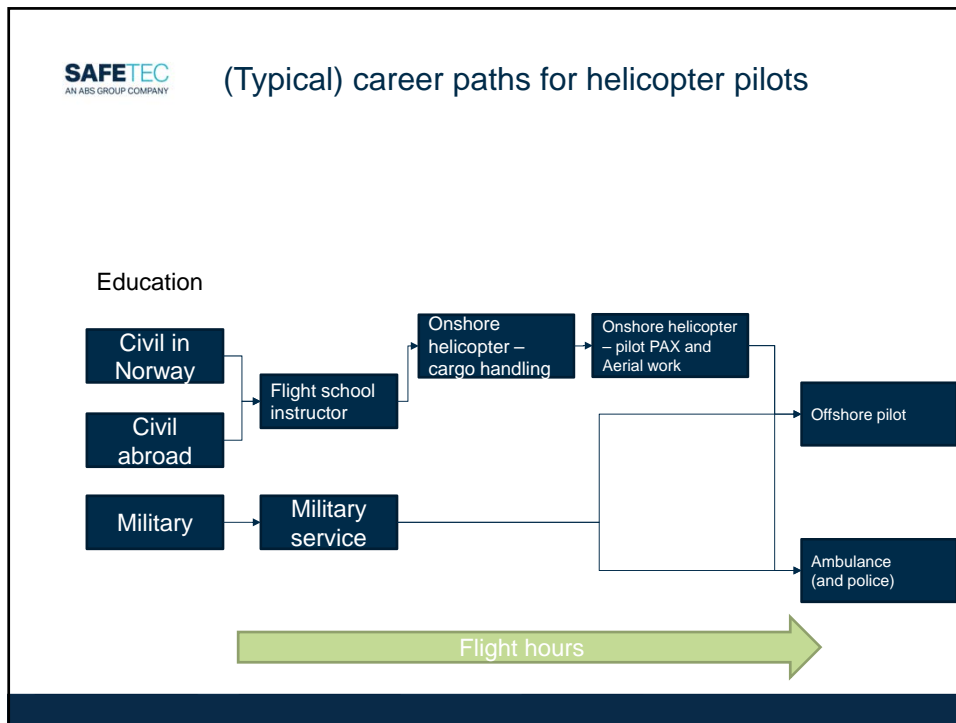 SAFETEC
AN ABS GROUP COMPANY
(Typical) career paths for helicopter pilots
Education
Civil in
Norway
Civil
abroad
Military
Flight school
instructor
Military
service
Onshore
helicopter –
cargo handling
Onshore helicopter
– pilot PAX and
Aerial work
Offshore pilot
Ambulance
(and police)
Flight hours